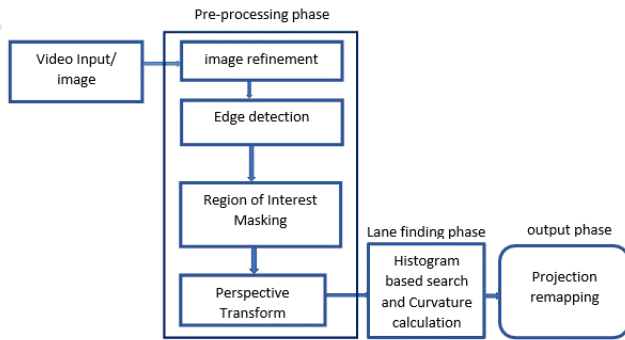 Pre-processing phase
Video Input/
image
image refinement
Edge detection
Region of Interest
Masking
Perspective
Transform
Lane finding phase
Histogram
based search
and Curvature
calculation
output phase
Projection
remapping